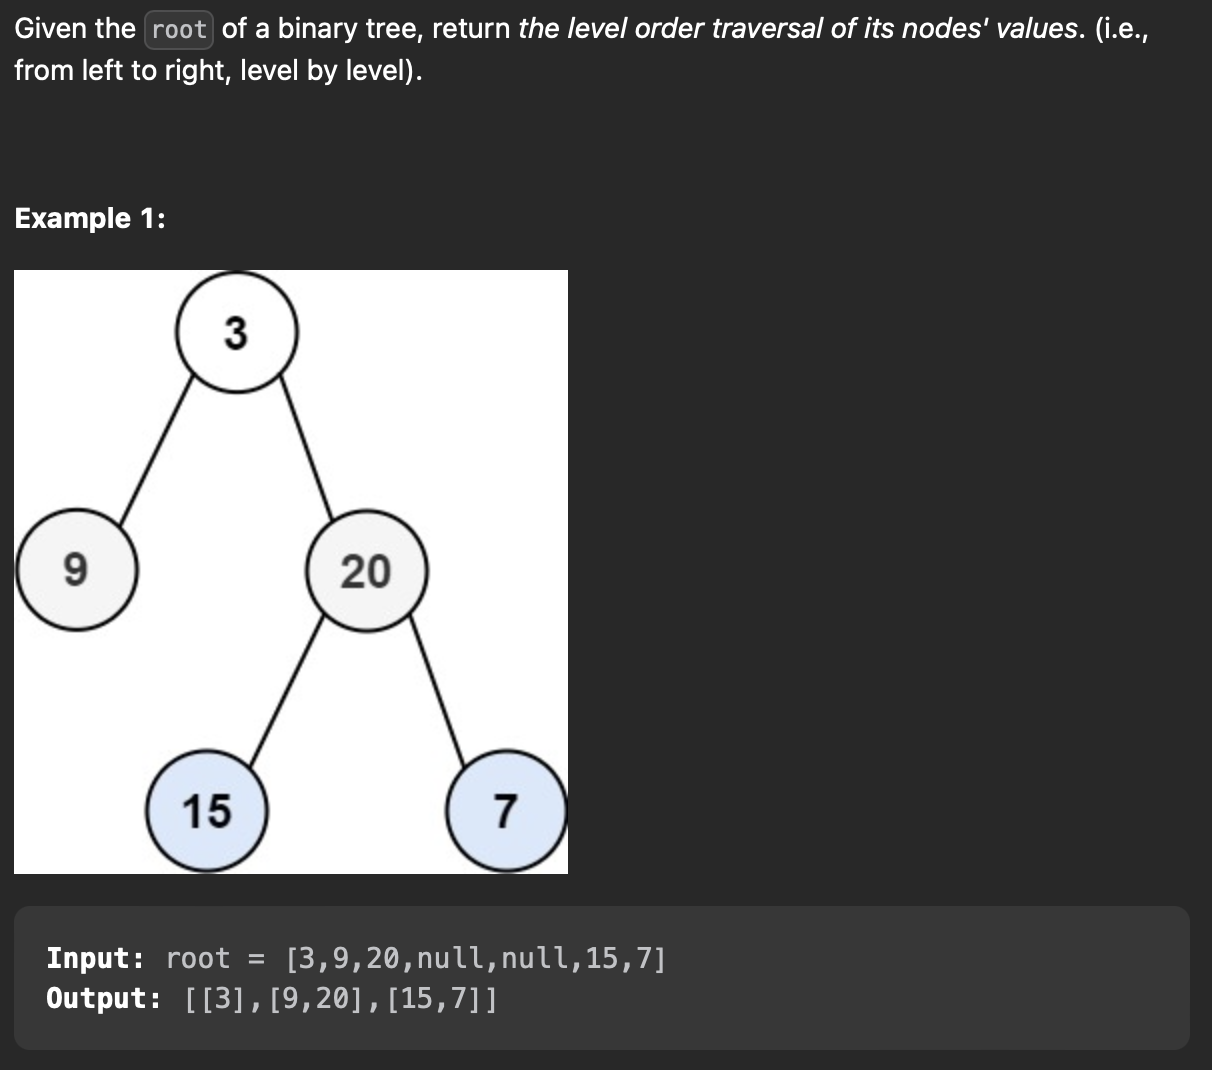 Given the root of a binary tree, return the level order traversal of its nodes' values. (i.e.,
from left to right, level by level).
Example 1:
3
9
20
15
7
Input: root = [3,9,20,null,null,15,7]
Output: [[3],[9,20],[15,7]]